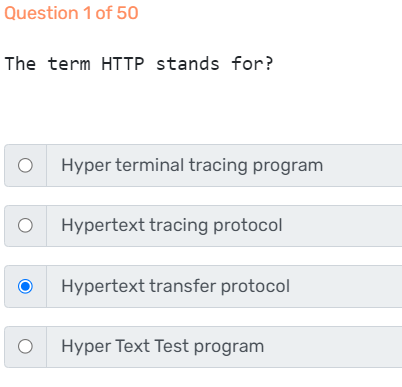 Question 1 of 50
The term HTTP stands for?
Hyper terminal tracing program
Hypertext tracing protocol
Hypertext transfer protocol
Hyper Text Test program